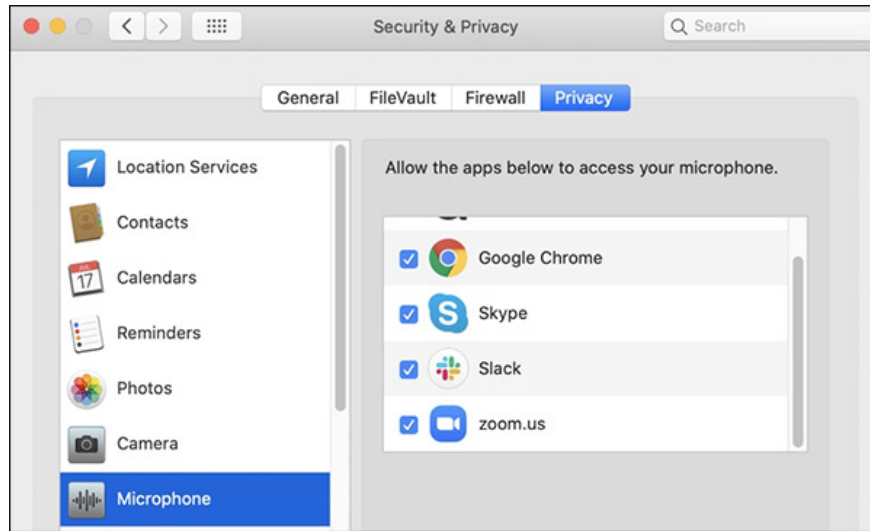 Security & Privacy
Search
General
FileVault
Firewall
Privacy
Location Services
Contacts
JUL
17
Calendars
Reminders
Photos
Camera
Microphone
Allow the apps below to access your microphone.
Google Chrome
Skype
Slack
zoom.us